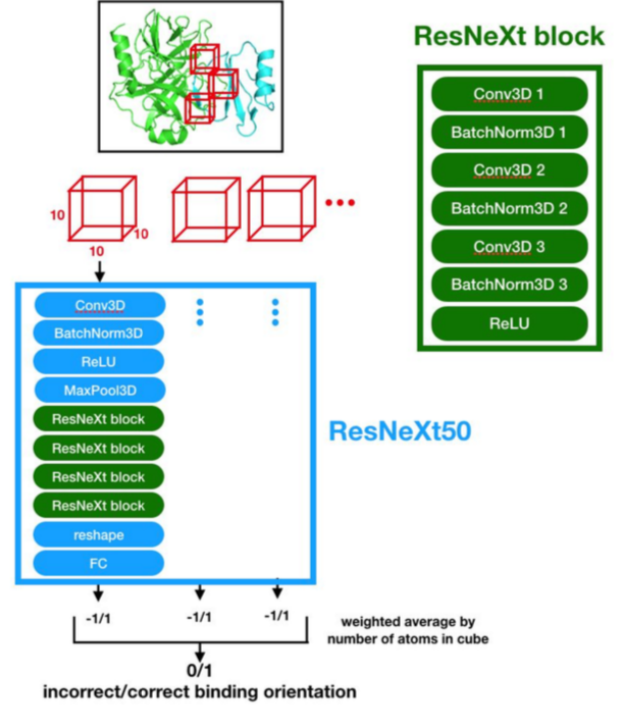 ResNeXt block
Conv3D 1
BatchNorm3D 1
Conv3D 2
BatchNorm3D 2
Conv3D 3
BatchNorm3D 3
ReLU
10
10
10
Conv3D
BatchNorm3D
ReLU
MaxPool3D
ResNeXt block
ResNeXt block
ResNeXt block
ResNeXt block
reshape
FC
ResNeXt50
-1/1
-1/1
-1/1
weighted average by
number of atoms in cube
0/1
incorrect/correct binding orientation